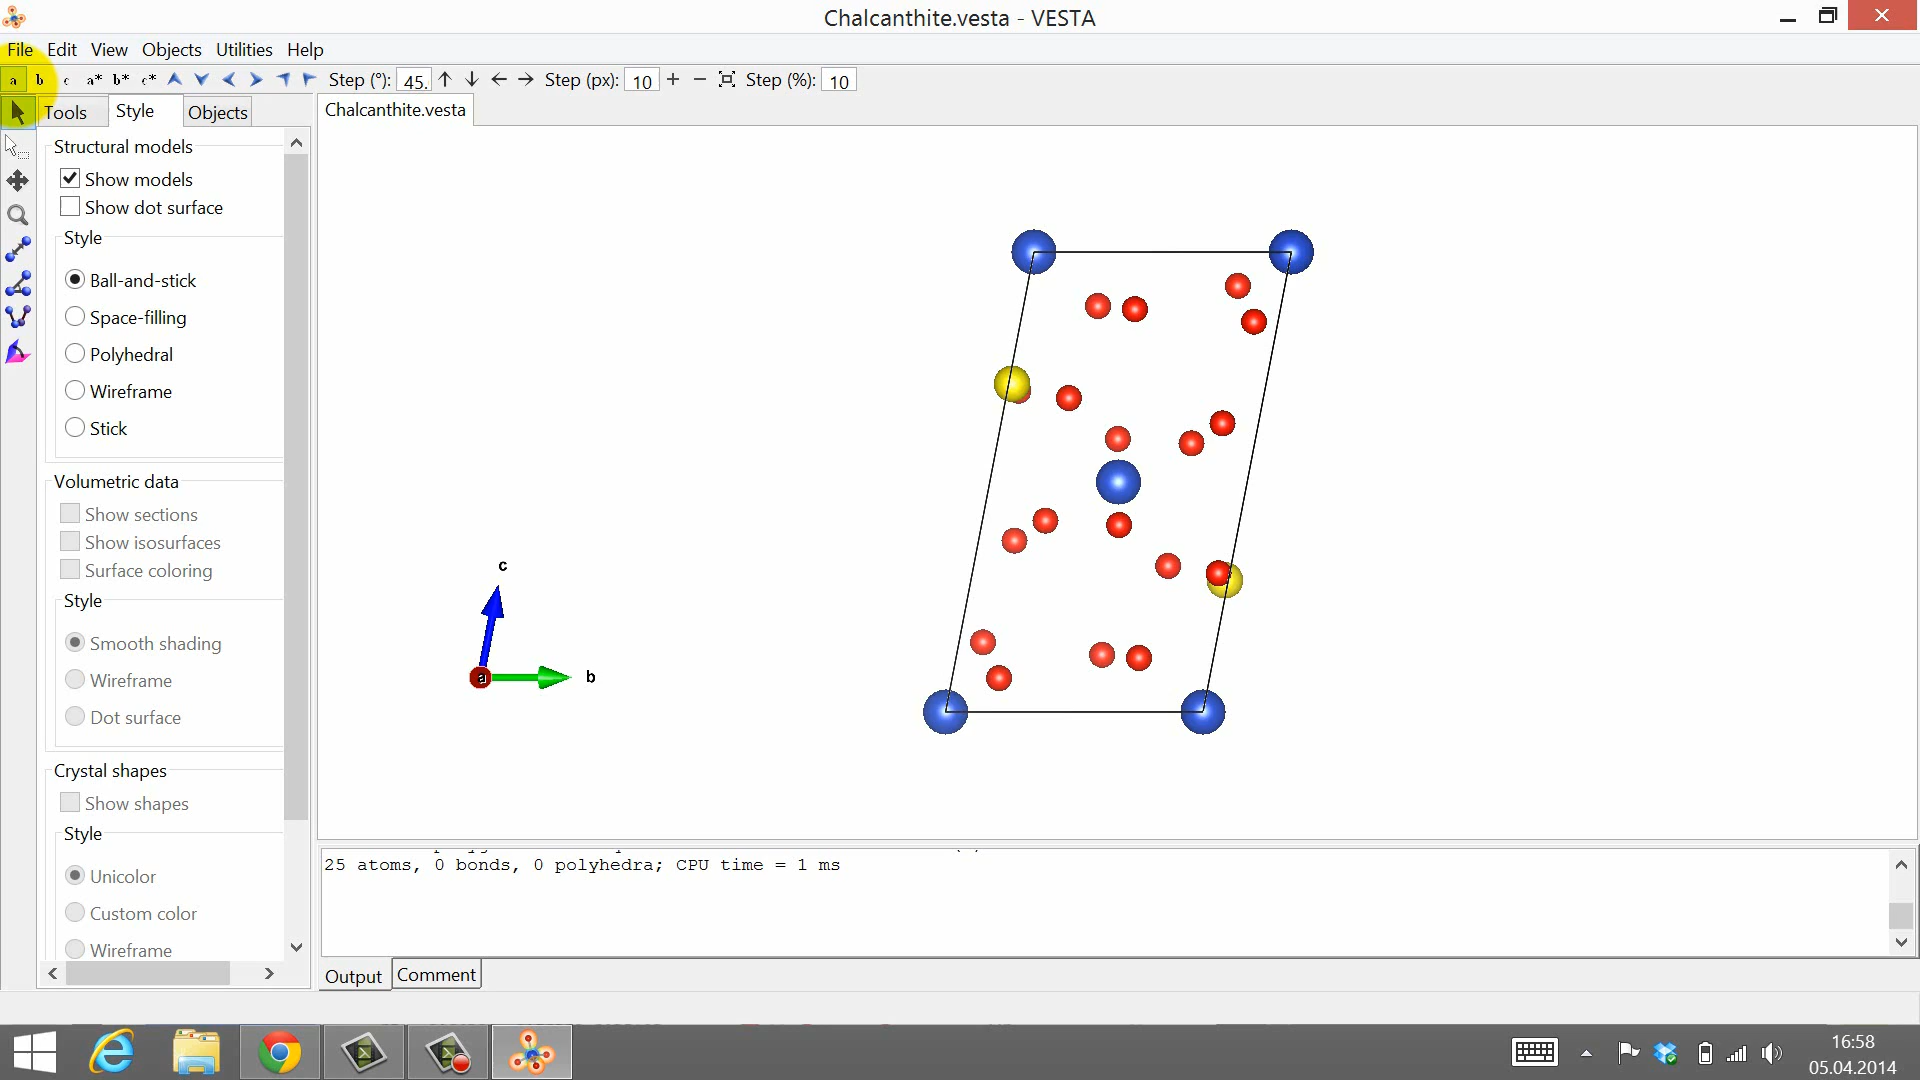 Chalcanthite.vesta - VESTA
File Edit View Objects Utilities Help
a b c a* b* c* Step (°): 45. Step (px): 10 Step (%): 10
Tools Style Objects
Chalcanthite.vesta
Structural models
Show models
Show dot surface
Style
Ball-and-stick
Space-filling
Polyhedral
Wireframe
Stick
Volumetric data
Show sections
Show isosurfaces
Surface coloring
Style
Smooth shading
Wireframe
Dot surface
Crystal shapes
Show shapes
Style
Unicolor
Custom color
Wireframe
c
a
b
25 atoms, 0 bonds, 0 polyhedra; CPU time = 1 ms
Output Comment
16:58
05.04.2014